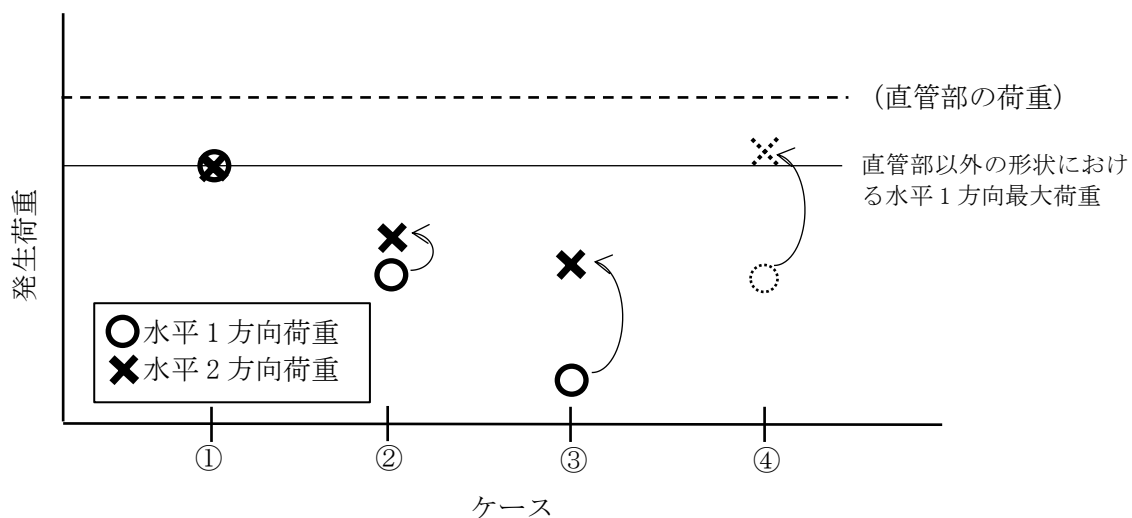 (直管部の荷重)
直管部以外の形状におけ
る水平1方向最大荷重
発生荷重
水平1方向荷重
水平2方向荷重
①
②
③
④
ケース